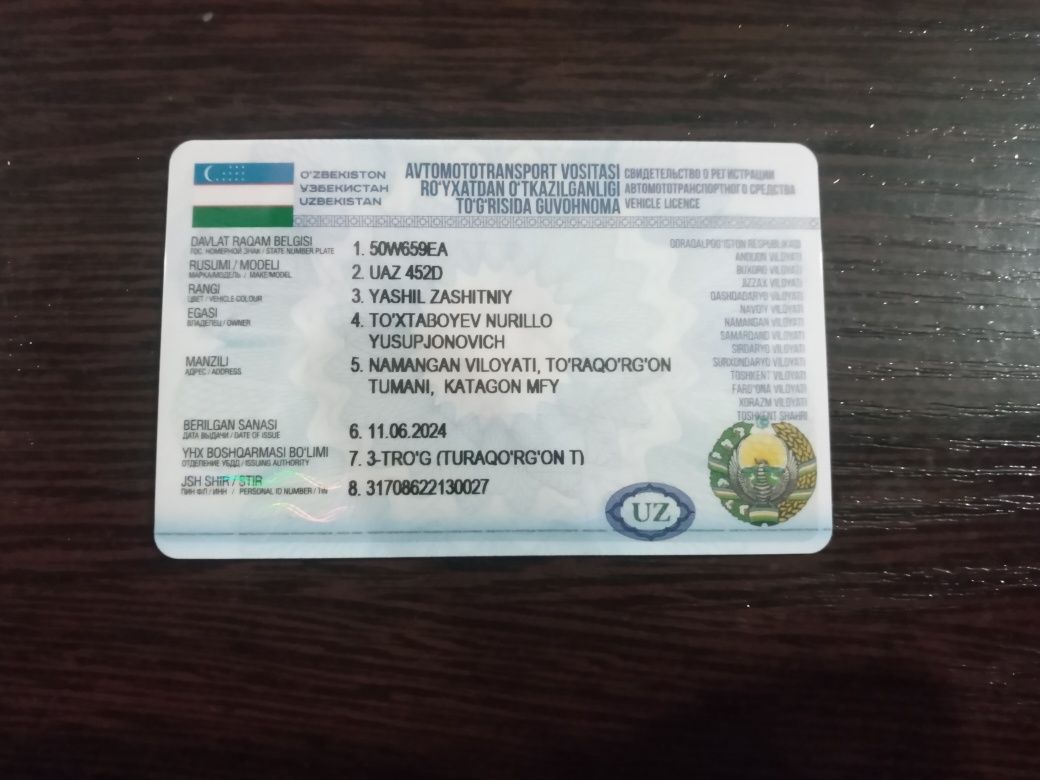 O'ZBEKISTON
ЎЗБЕКИСТАН
UZBEKISTAN
AVTOMOTOTRANSPORT VOSITASI
RO'YXATDAN O'TKAZILGANLIGI
TO'G'RISIDA GUVOHNOMA
СВИДЕТЕЛЬСТВО О РЕГИСТРАЦИИ
АВТОМОТОТРАНСПОРТНОГО СРЕДСТВА
VEHICLE LICENCE
DAVLAT RAQAM BELGISI
ГОС. НОМЕРНОЙ ЗНАК / STATE NUMBER PLATE
1. 50W659EA
RUSUMI / MODELI
МАРКА/МОДЕЛЬ / MAKE/MODEL
2. UAZ 452D
RANGI
ЦВЕТ / VEHICLE COLOUR
3. YASHIL ZASHITNIY
EGASI
ВЛАДЕЛЕЦ / OWNER
4. TO'XTABOYEV NURILLO
YUSUPJONOVICH
MANZILI
АДРЕС / ADDRESS
5. NAMANGAN VILOYATI, TO'RAQO'RG'ON
TUMANI, KATAGON MFY
BERILGAN SANASI
ДАТА ВЫДАЧИ / DATE OF ISSUE
6. 11.06.2024
YHX BOSHQARMASI BO'LIMI
ОТДЕЛЕНИЕ УБДД / ISSUING AUTHORITY
7. 3-TRO'G (TURAQO'RG'ON T)
JSH SHIR / STIR
ПИН ФЛ / ИНН / PERSONAL ID NUMBER / TIN
8. 31708622130027
QORAQALPOG'ISTON RESPUBLIKASI
ANDIJON VILOYATI
BUXORO VILOYATI
JIZZAX VILOYATI
QASHQADARYO VILOYATI
NAVOIY VILOYATI
NAMANGAN VILOYATI
SAMARQAND VILOYATI
SIRDARYO VILOYATI
SURXONDARYO VILOYATI
TOSHKENT VILOYATI
FARG'ONA VILOYATI
XORAZM VILOYATI
TOSHKENT SHAHRI
UZ